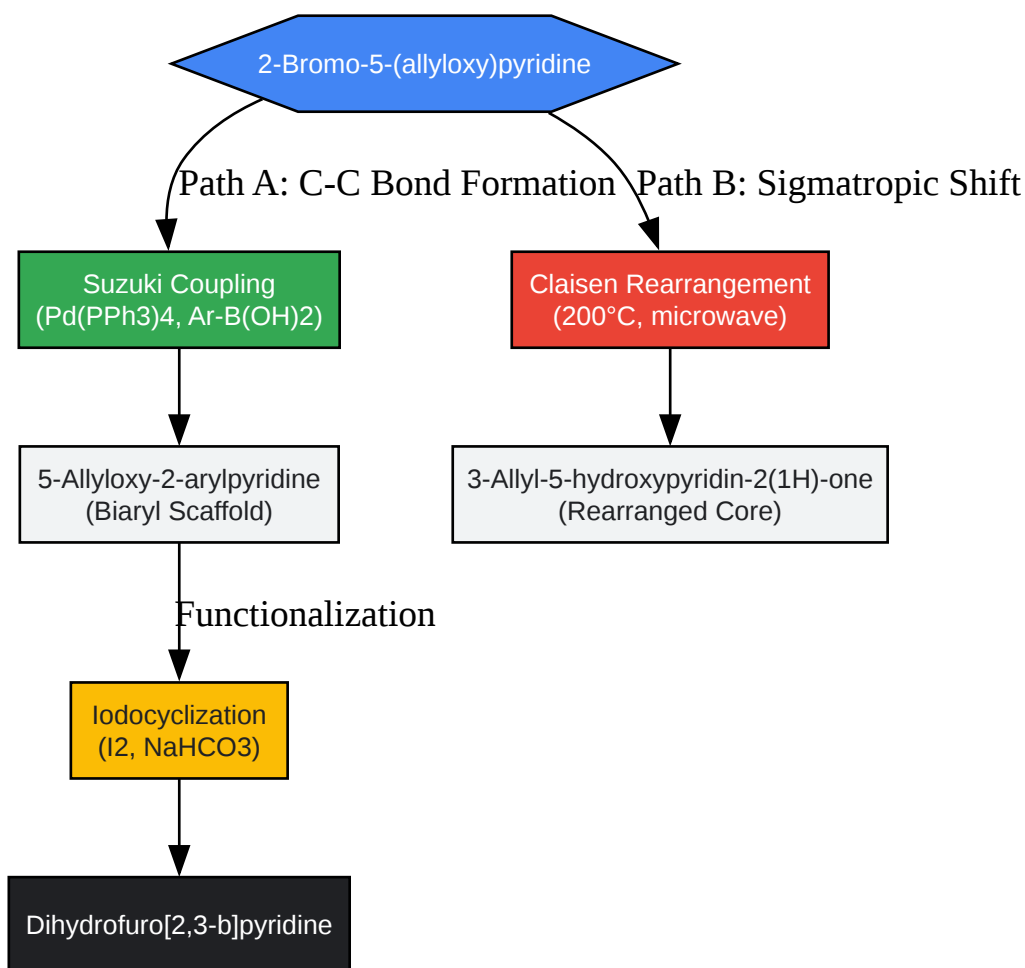 2-Bromo-5-(allyloxy)pyridine
Path A: C-C Bond Formation
Path B: Sigmatropic Shift
Suzuki Coupling
(Pd(PPh3)4, Ar-B(OH)2)
Claisen Rearrangement
(200°C, microwave)
5-Allyloxy-2-arylpyridine
(Biaryl Scaffold)
3-Allyl-5-hydroxypyridin-2(1H)-one
(Rearranged Core)
Functionalization
Iodocyclization
(I2, NaHCO3)
Dihydrofuro[2,3-b]pyridine